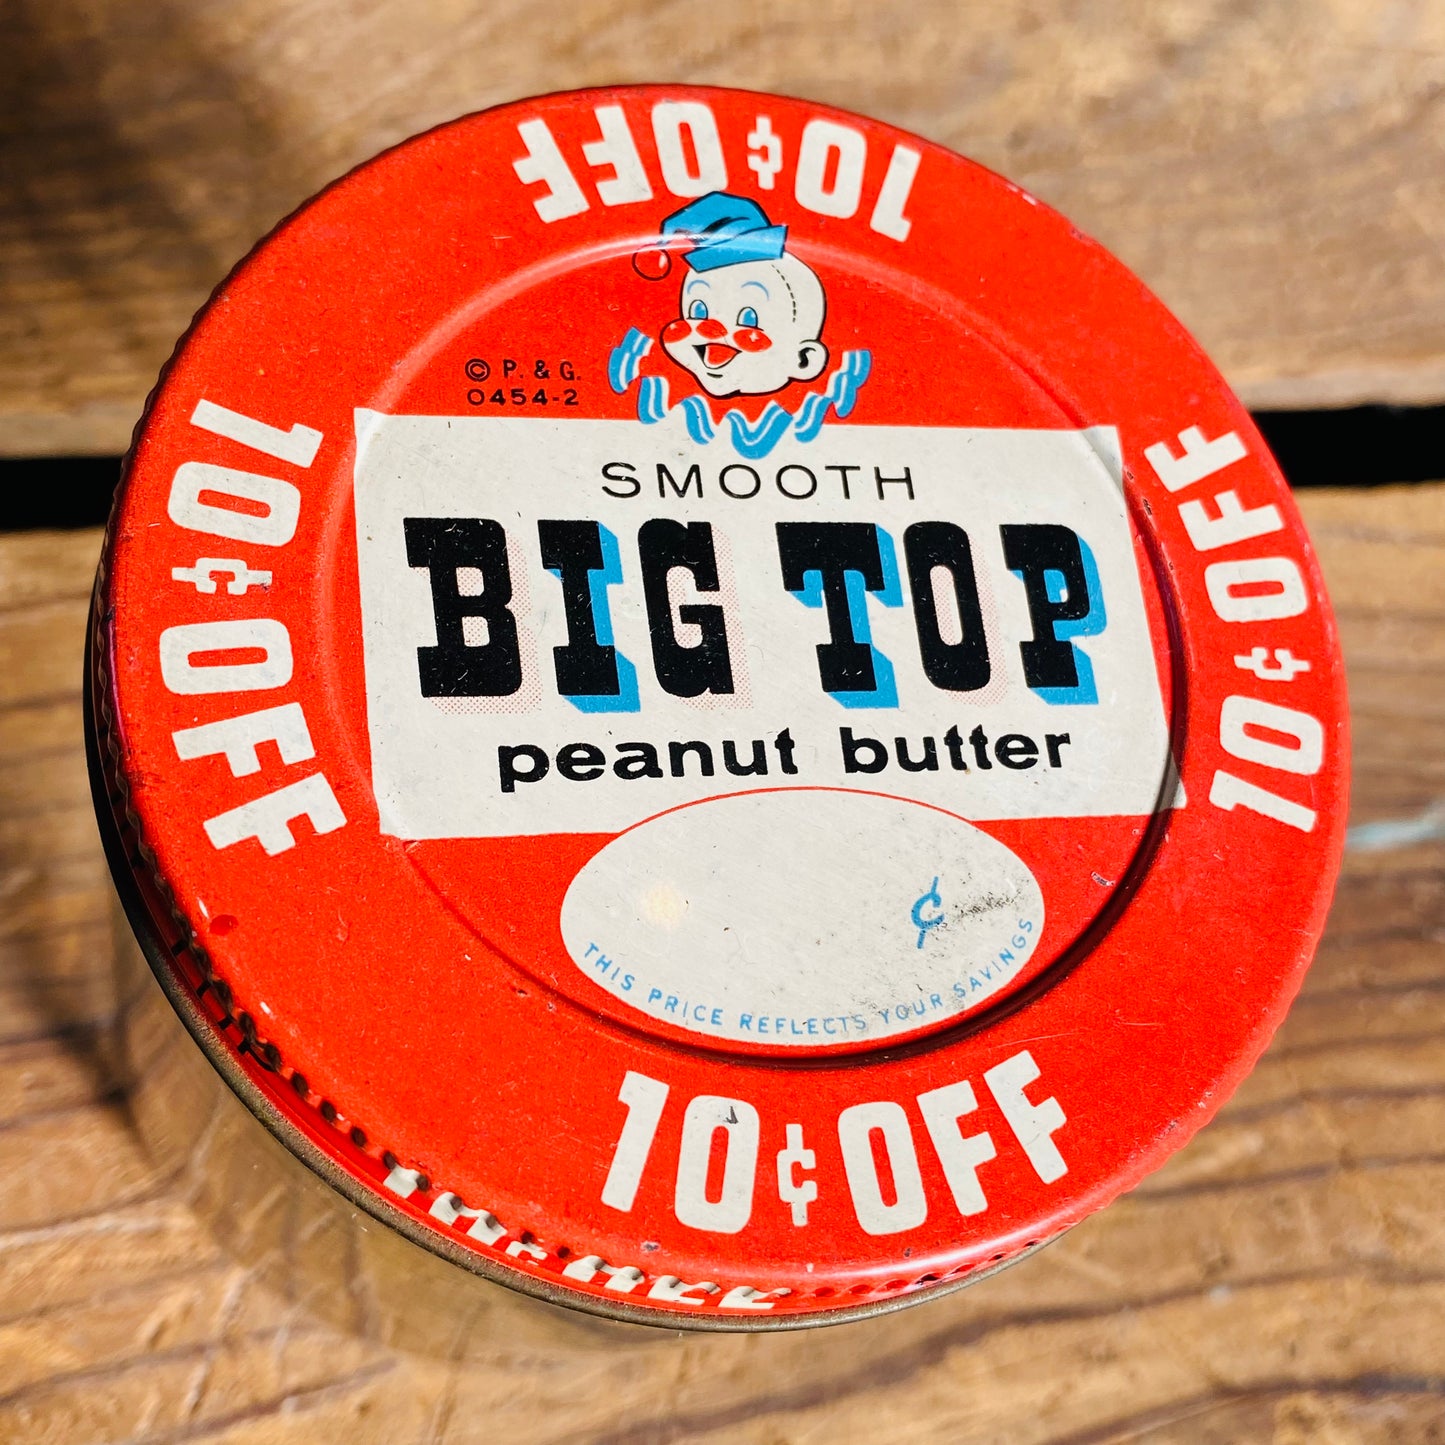 10¢ OFF
© P. & G.
0454-2
SMOOTH
BIG TOP
peanut butter
¢
THIS PRICE REFLECTS YOUR SAVINGS
10¢ OFF
10¢ OFF
10¢ OFF